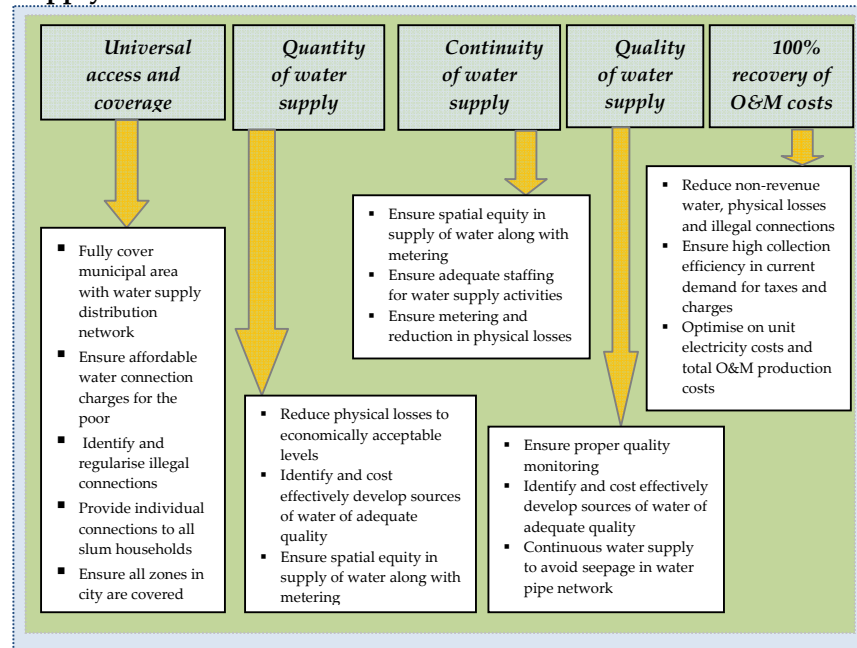 Universal
access and
coverage
Quantity
of water
supply
Continuity
of water
supply
Quality
of water
supply
100%
recovery of
O&M costs
▪ Fully cover
municipal area
with water supply
distribution
network
▪ Ensure affordable
water connection
charges for the
poor
▪ Identify and
regularise illegal
connections
▪ Provide individual
connections to all
slum households
▪ Ensure all zones in
city are covered
▪ Reduce physical losses to
economically acceptable
levels
▪ Identify and cost
effectively develop sources
of water of adequate
quality
▪ Ensure spatial equity in
supply of water along with
metering
▪ Ensure spatial equity in
supply of water along with
metering
▪ Ensure adequate staffing
for water supply activities
▪ Ensure metering and
reduction in physical losses
▪ Ensure proper quality
monitoring
▪ Identify and cost effectively
develop sources of water of
adequate quality
▪ Continuous water supply
to avoid seepage in water
pipe network
▪ Reduce non-revenue
water, physical losses
and illegal connections
▪ Ensure high collection
efficiency in current
demand for taxes and
charges
▪ Optimise on unit
electricity costs and
total O&M production
costs